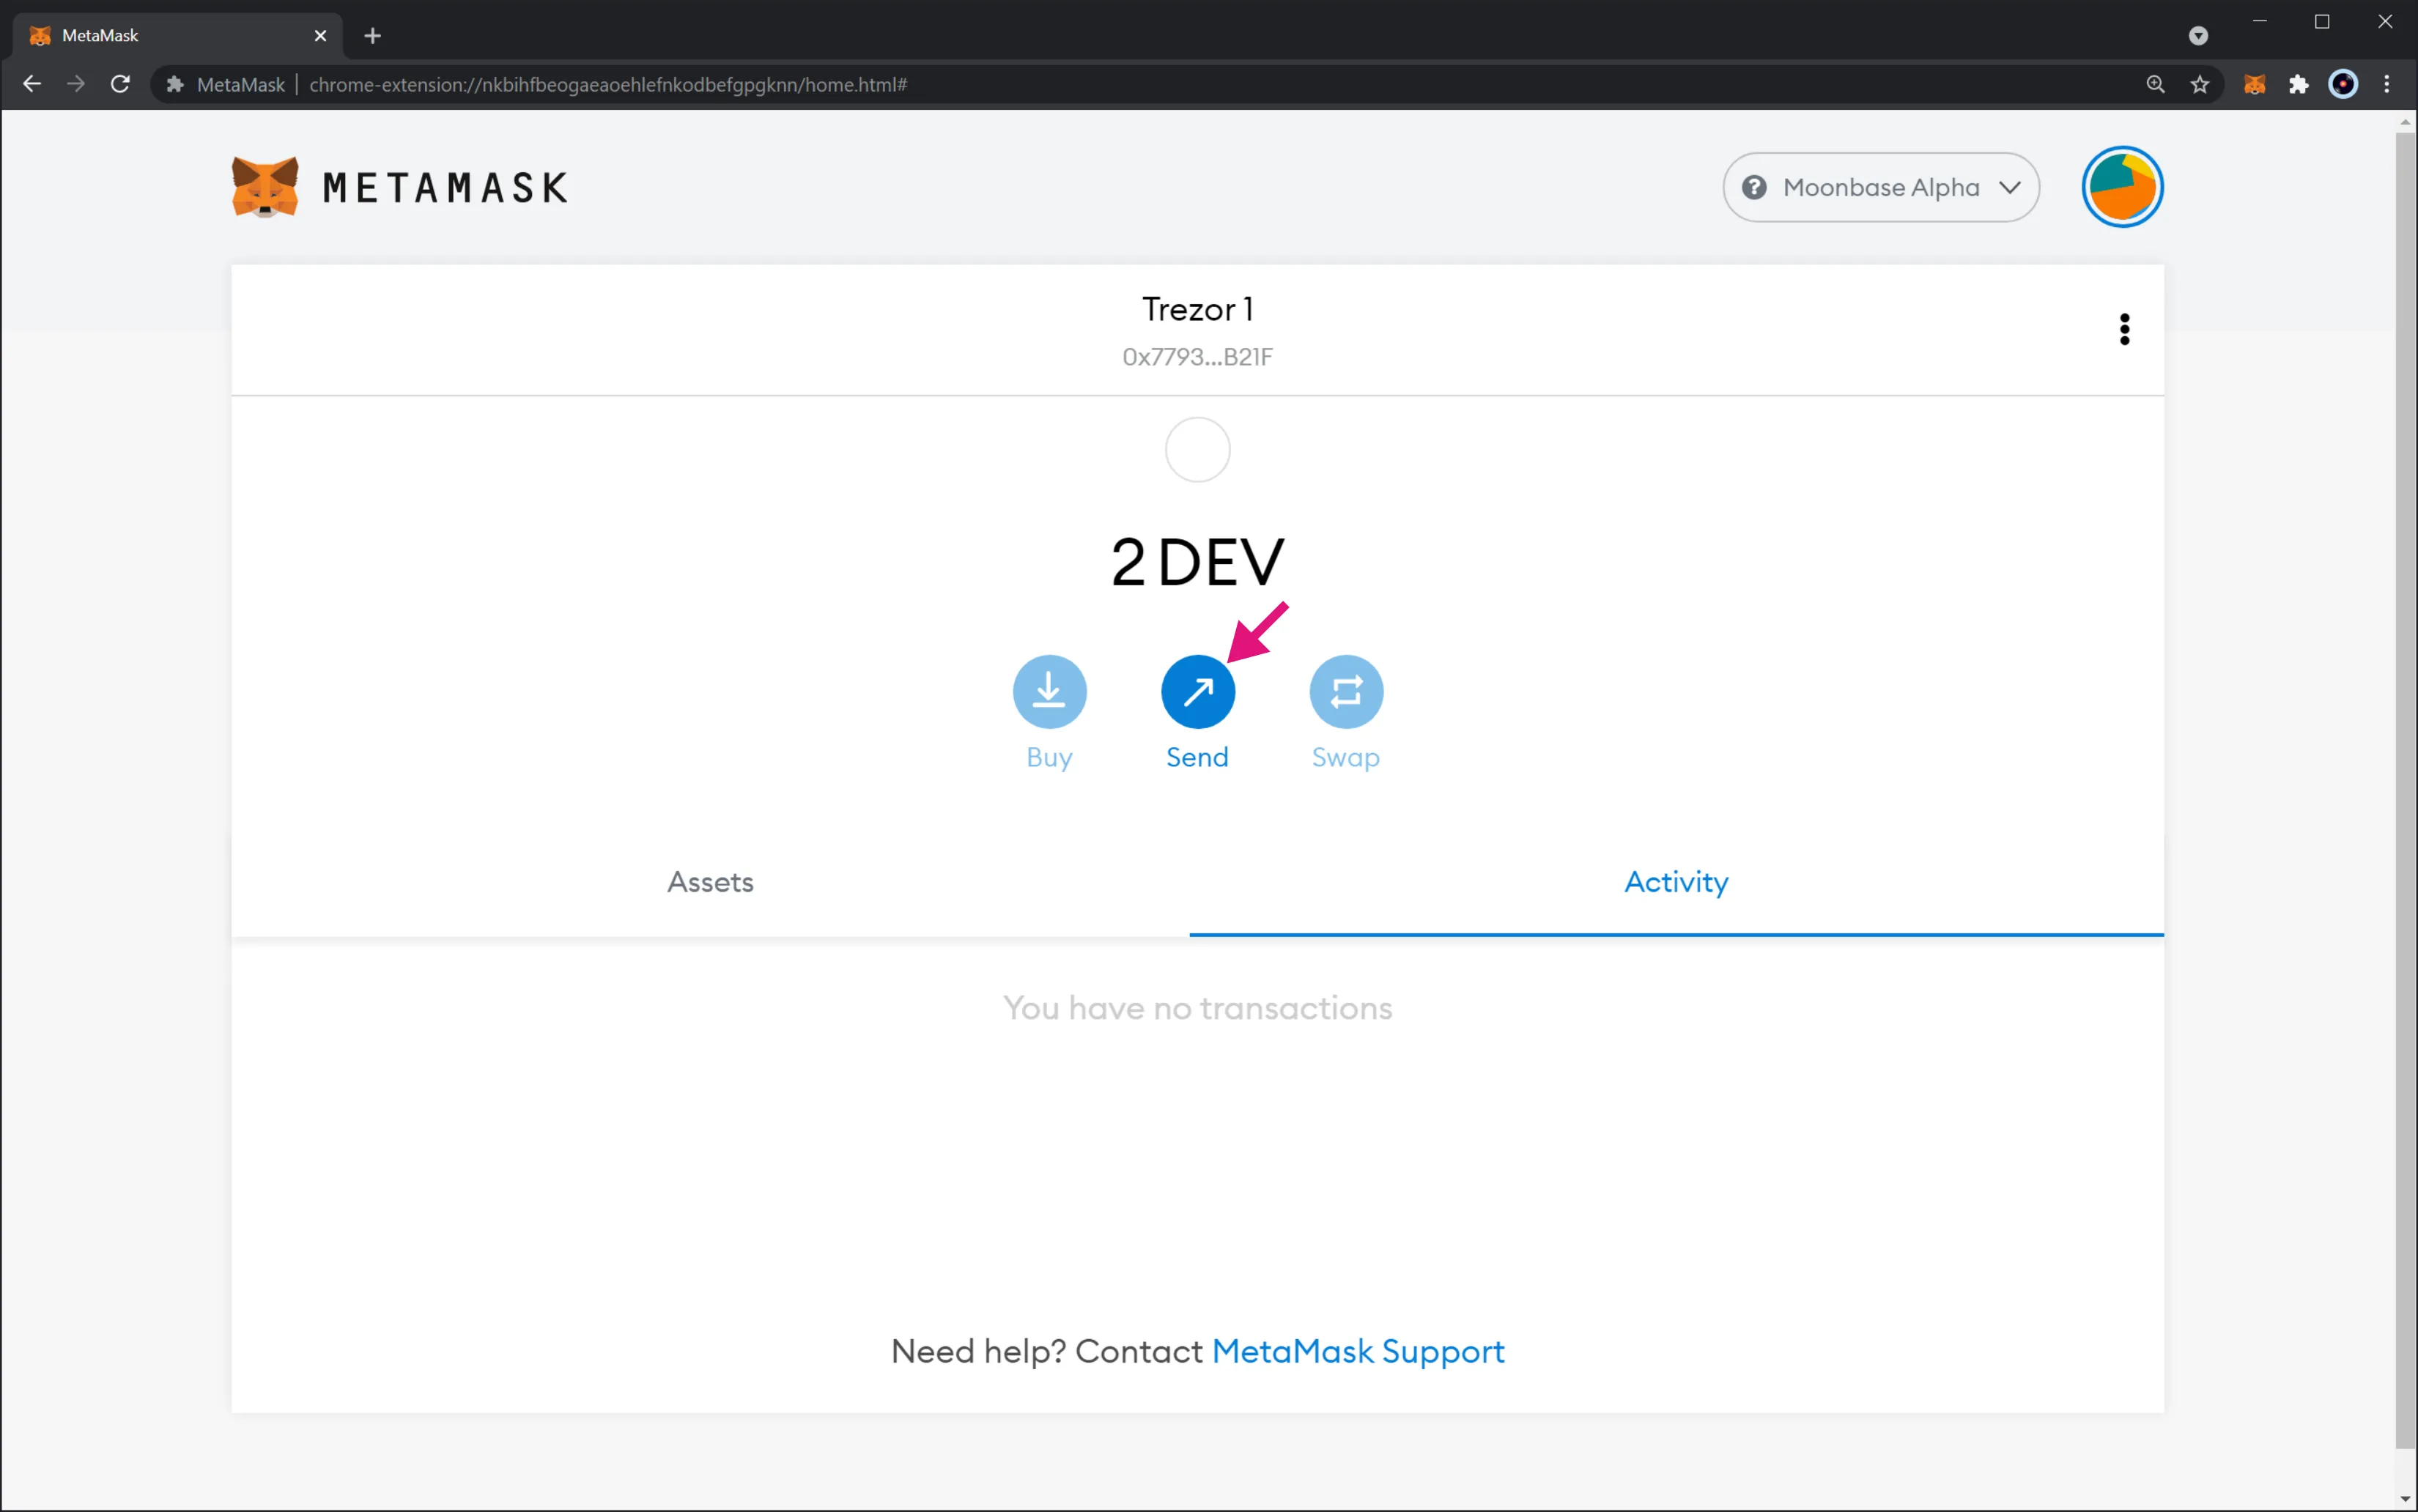 MetaMask
MetaMask | chrome-extension://nkbihfbeogaeaoehlefnkodbefgpgknn/home.html#
METAMASK
Moonbase Alpha
Trezor 1
0x7793...B21F
2 DEV
Buy
Send
Swap
Assets
Activity
You have no transactions
Need help? Contact MetaMask Support